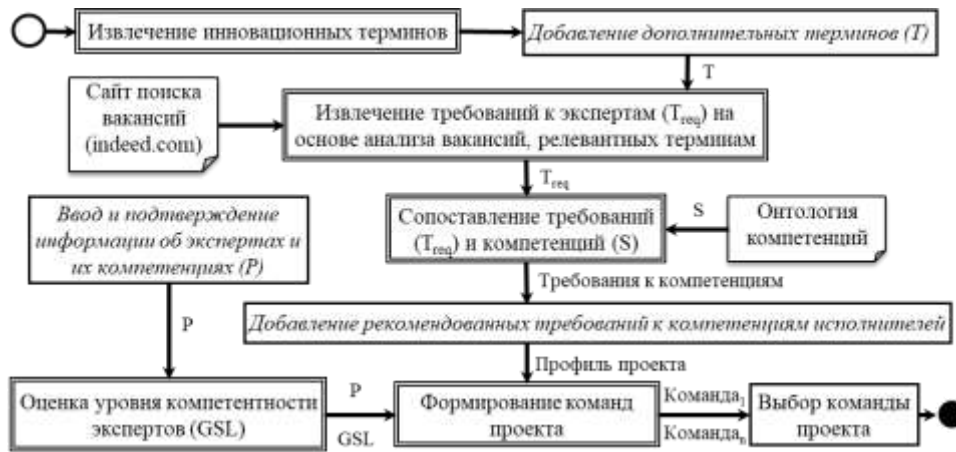 Извлечение инновационных терминов
Добавление дополнительных терминов (T)
T
Сайт поиска
вакансий
(indeed.com)
Извлечение требований к экспертам (Treq) на
основе анализа вакансий, релевантных терминам
Treq
Ввод и подтверждение
информации об экспертах и
их компетенциях (P)
Сопоставление требований
(Treq) и компетенций (S)
S
Онтология
компетенций
Требования к компетенциям
P
Добавление рекомендованных требований к компетенциям исполнителей
Профиль проекта
Оценка уровня компетентности
экспертов (GSL)
P
GSL
Формирование команд
проекта
Команда1
Командаn
Выбор команды
проекта